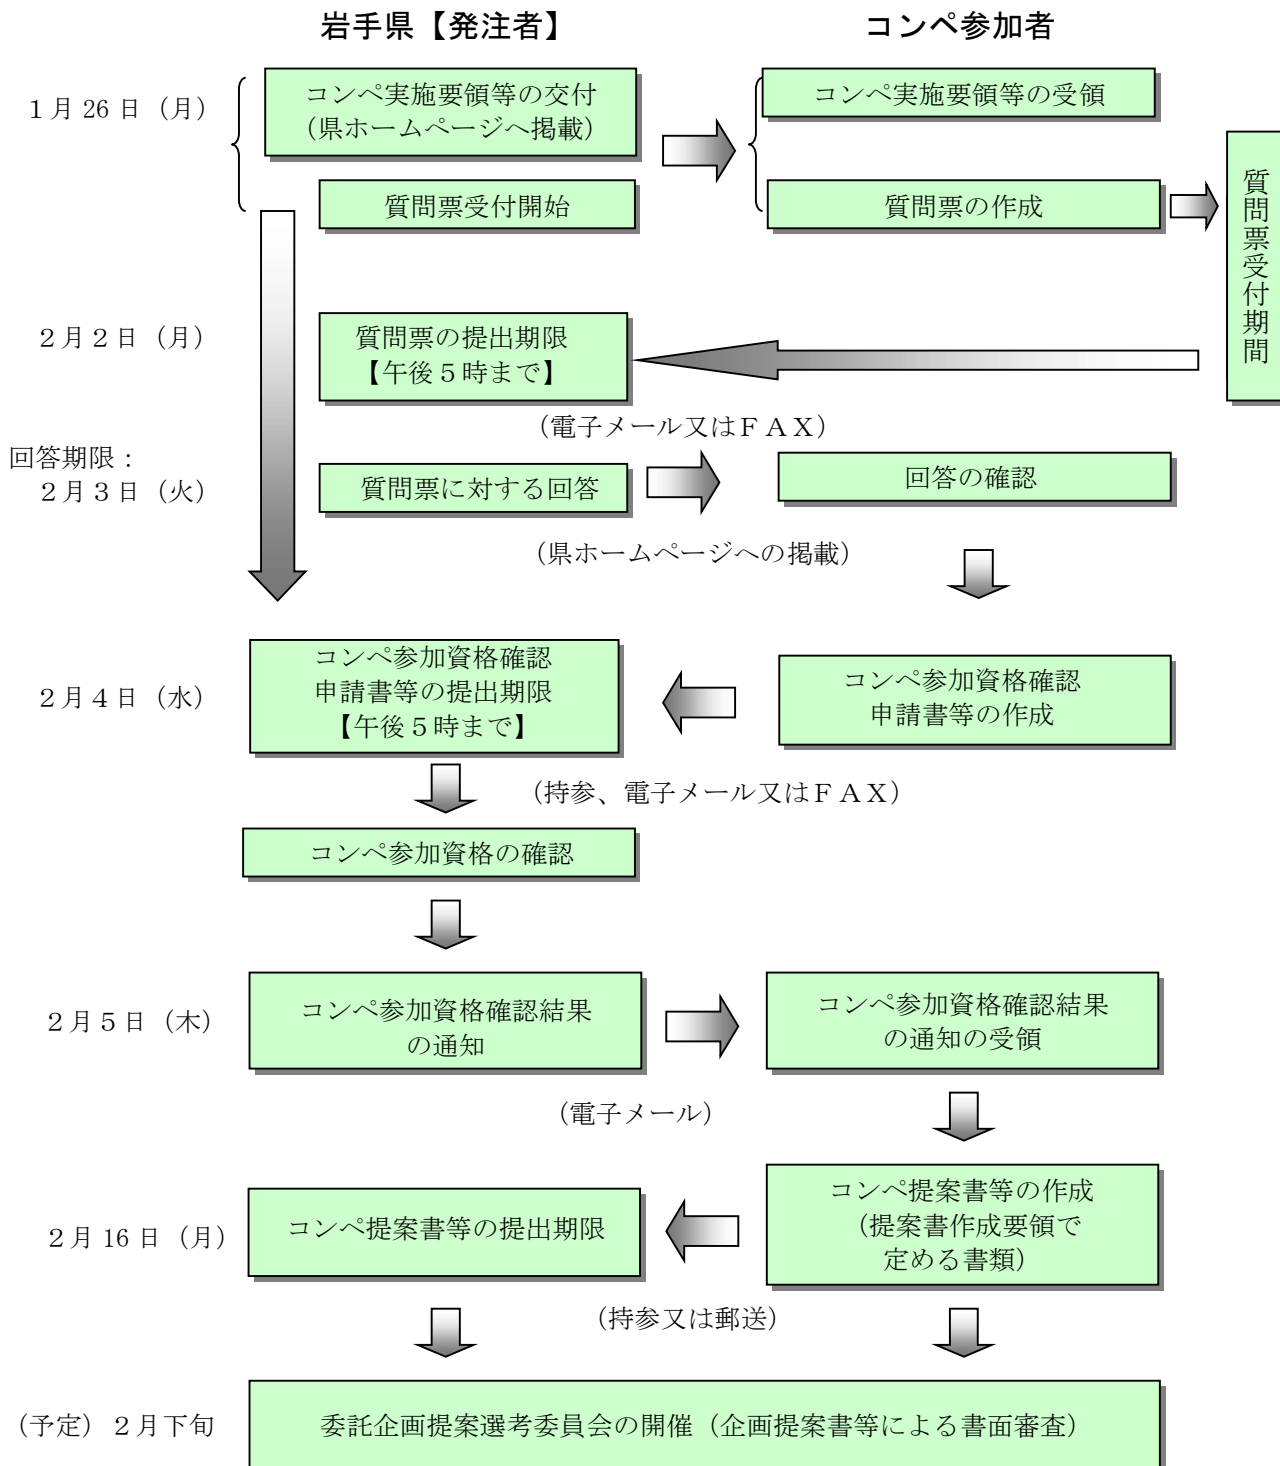 岩手県【発注者】
コンペ参加者
1月26日（月）
コンペ実施要領等の交付
（県ホームページへ掲載）
コンペ実施要領等の受領
質問票受付開始
質問票の作成
質問票受付期間
２月２日（月）
質問票の提出期限
【午後５時まで】
（電子メール又はＦＡＸ）
回答期限：
２月３日（火）
質問票に対する回答
回答の確認
（県ホームページへの掲載）
２月４日（水）
コンペ参加資格確認
申請書等の提出期限
【午後５時まで】
コンペ参加資格確認
申請書等の作成
（持参、電子メール又はＦＡＸ）
コンペ参加資格の確認
２月５日（木）
コンペ参加資格確認結果
の通知
コンペ参加資格確認結果
の通知の受領
（電子メール）
２月16日（月）
コンペ提案書等の提出期限
コンペ提案書等の作成
（提案書作成要領で
定める書類）
（持参又は郵送）
（予定）２月下旬
委託企画提案選考委員会の開催（企画提案書等による書面審査）